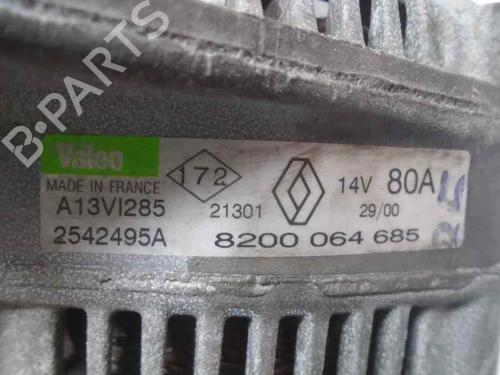 B-PARTS
Valeo
MADE IN FRANCE
172
14V 80A
A13VI285
21301
29/00
2542495A
8200 064 685